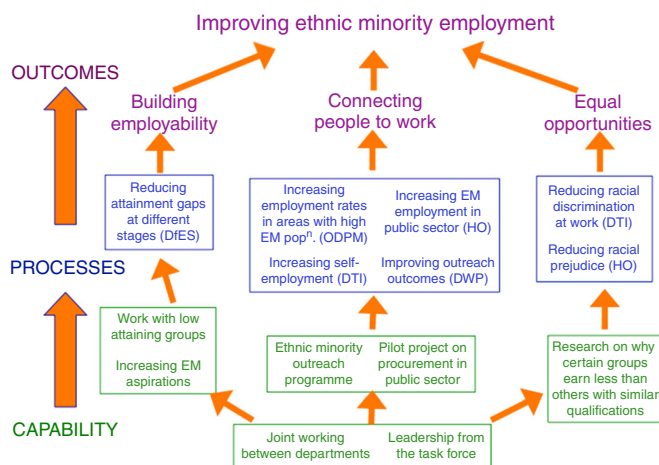 Improving ethnic minority employment
OUTCOMES
Building
employability
Connecting
people to work
Equal
opportunities
Reducing
attainment gaps
at different
stages (DfES)
Increasing
employment rates
in areas with high
EM popⁿ. (ODPM)
Increasing EM
employment in
public sector (HO)
Increasing self-
employment (DTI)
Improving outreach
outcomes (DWP)
Reducing racial
discrimination
at work (DTI)
Reducing racial
prejudice (HO)
PROCESSES
Work with low
attaining groups
Increasing EM
aspirations
Ethnic minority
outreach
programme
Pilot project on
procurement in
public sector
Research on why
certain groups
earn less than
others with similar
qualifications
CAPABILITY
Joint working
between departments
Leadership from
the task force